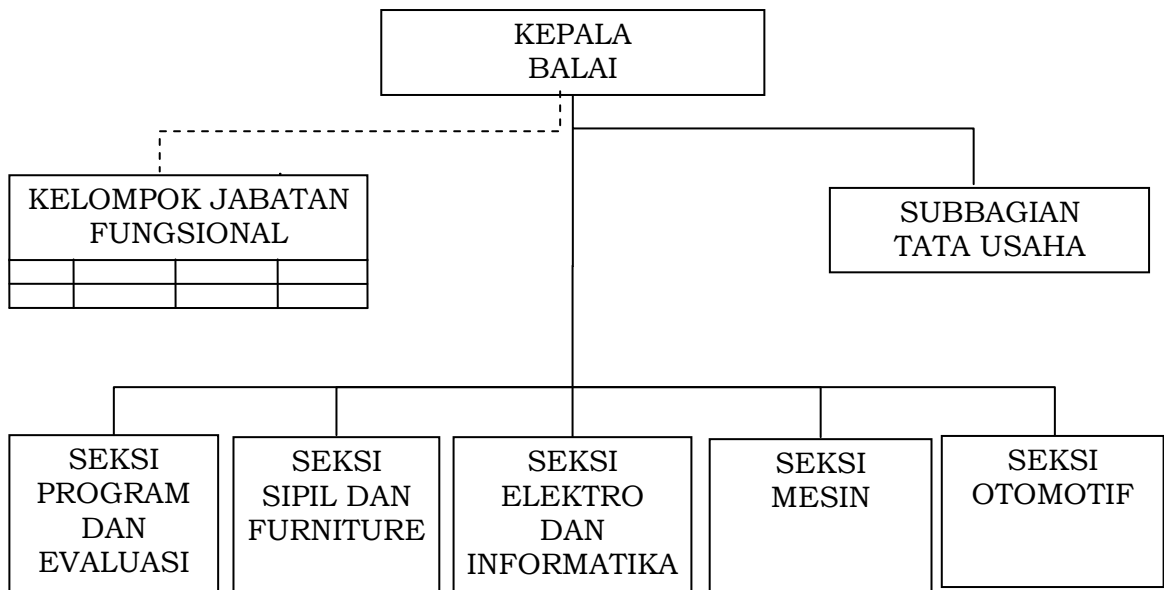 KEPALA
BALAI
KELOMPOK JABATAN
FUNGSIONAL
SUBBAGIAN
TATA USAHA
SEKSI
PROGRAM
DAN
EVALUASI
SEKSI
SIPIL DAN
FURNITURE
SEKSI
ELEKTRO
DAN
INFORMATIKA
SEKSI
MESIN
SEKSI
OTOMOTIF